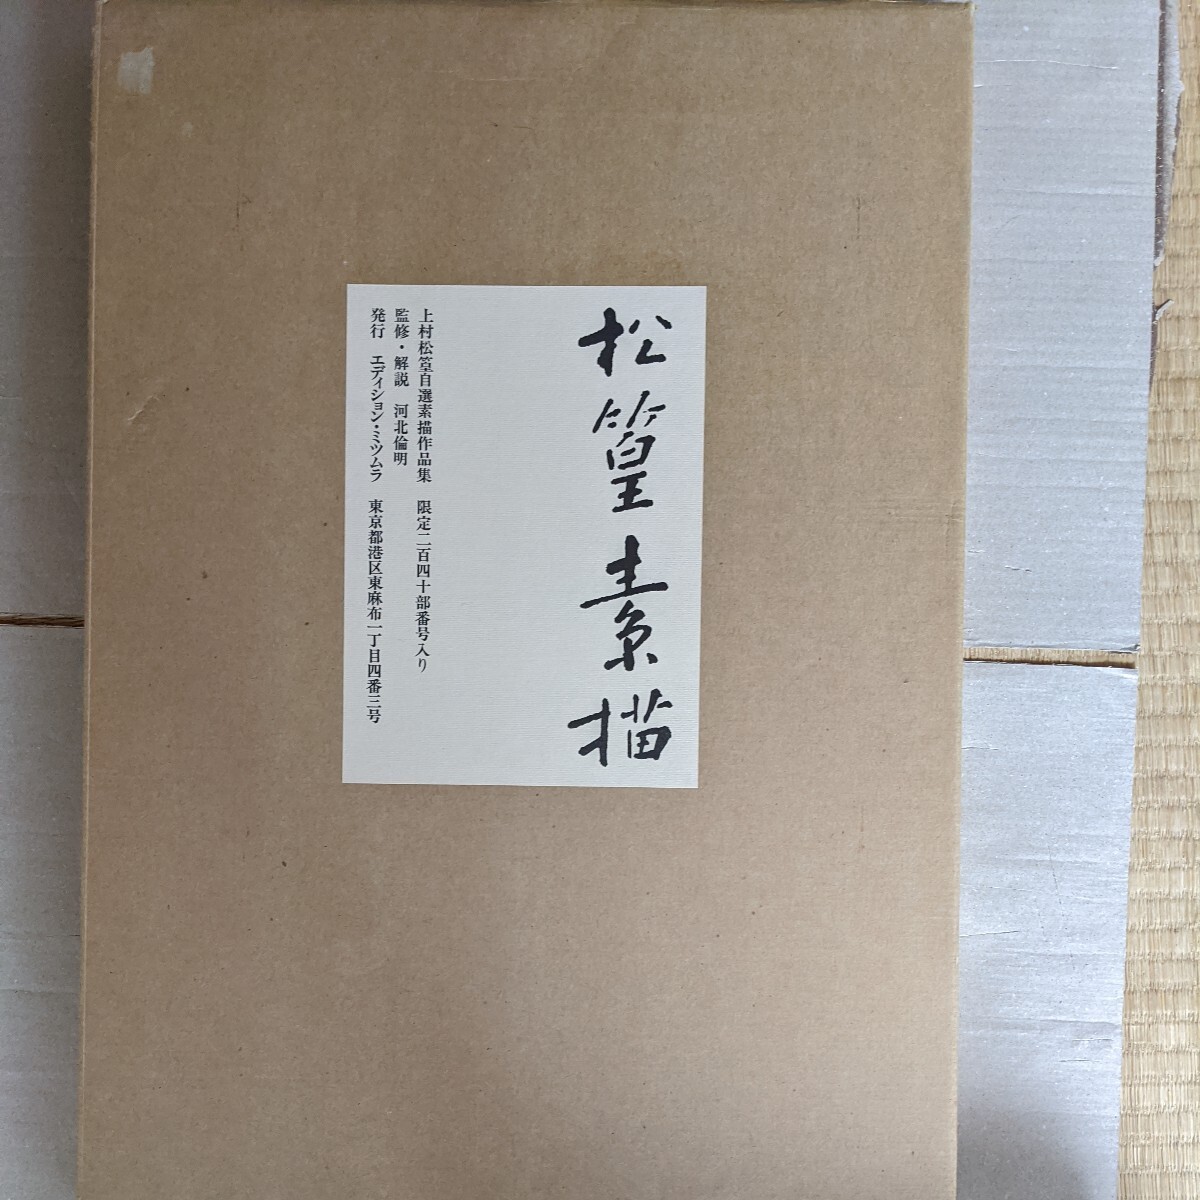 松篁素描
上村松篁自選素描作品集　限定二百四十部番号入り
監修・解説　河北倫明
発行　エディション・ミツムラ　東京都港区東麻布一丁目四番三号